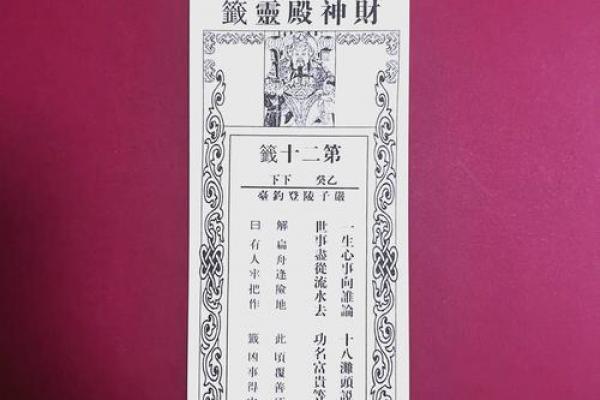 財神殿靈籤
第二十籤
乙癸 下下
嚴子陵登釣臺
一生心事向誰論 十八灘頭説
世事盡從流水去 功名富貴等
解 扁舟逢險地 此頃覆善
曰 有人牢把作 籤凶事得